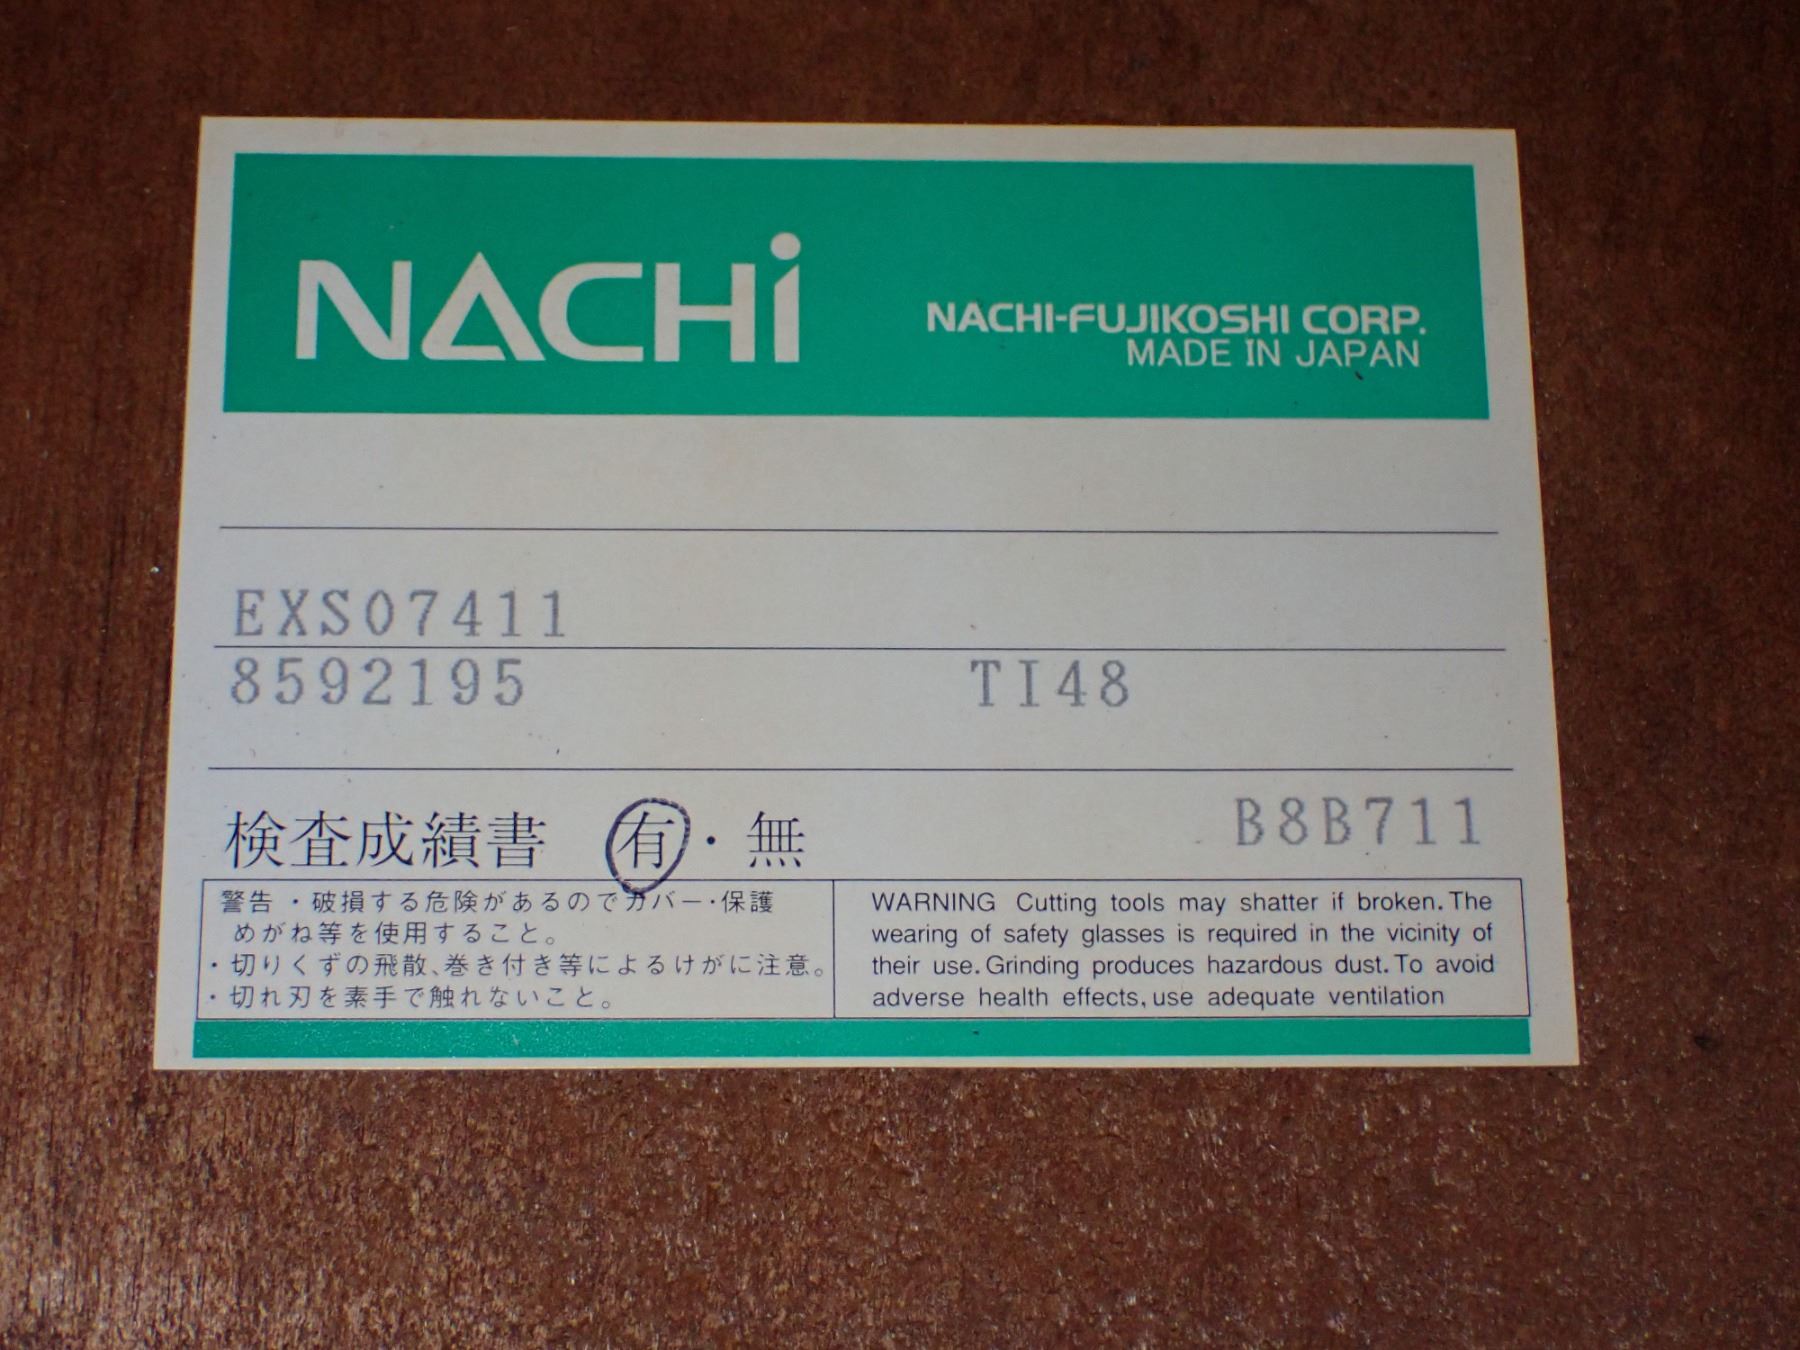 NACHi
NACHI-FUJIKOSHI CORP.
MADE IN JAPAN
EXS07411
8592195 TI48
検査成績書 有・無 B8B711
警告・破損する危険があるのでカバー・保護
めがね等を使用すること。
・切りくずの飛散、巻き付き等によるけがに注意。
・切れ刃を素手で触れないこと。
WARNING Cutting tools may shatter if broken. The
wearing of safety glasses is required in the vicinity of
their use. Grinding produces hazardous dust. To avoid
adverse health effects, use adequate ventilation